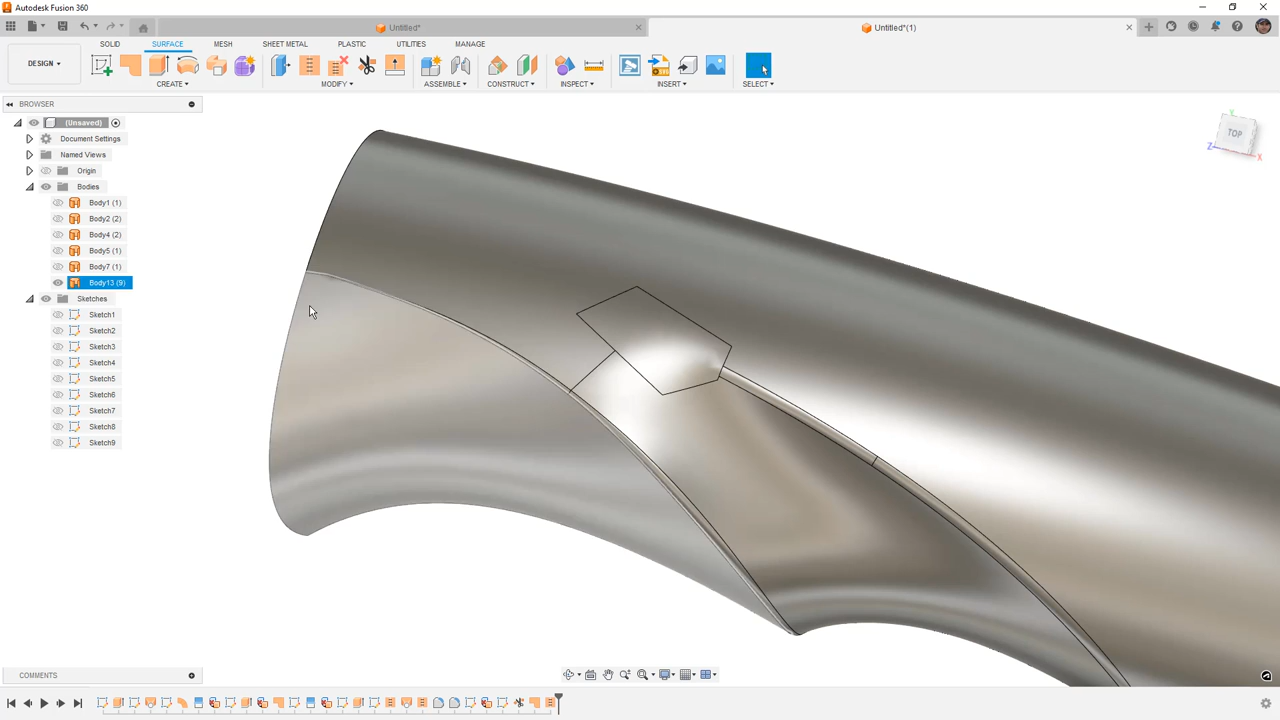 Autodesk Fusion 360
Untitled*
Untitled*(1)
SOLID SURFACE MESH SHEET METAL PLASTIC UTILITIES MANAGE
DESIGN
CREATE MODIFY ASSEMBLE CONSTRUCT INSPECT INSERT SELECT
BROWSER
(Unsaved)
Document Settings
Named Views
Origin
Bodies
Body1 (1)
Body2 (2)
Body4 (2)
Body5 (1)
Body7 (1)
Body13 (9)
Sketches
Sketch1
Sketch2
Sketch3
Sketch4
Sketch5
Sketch6
Sketch7
Sketch8
Sketch9
TOP
Z
X
COMMENTS